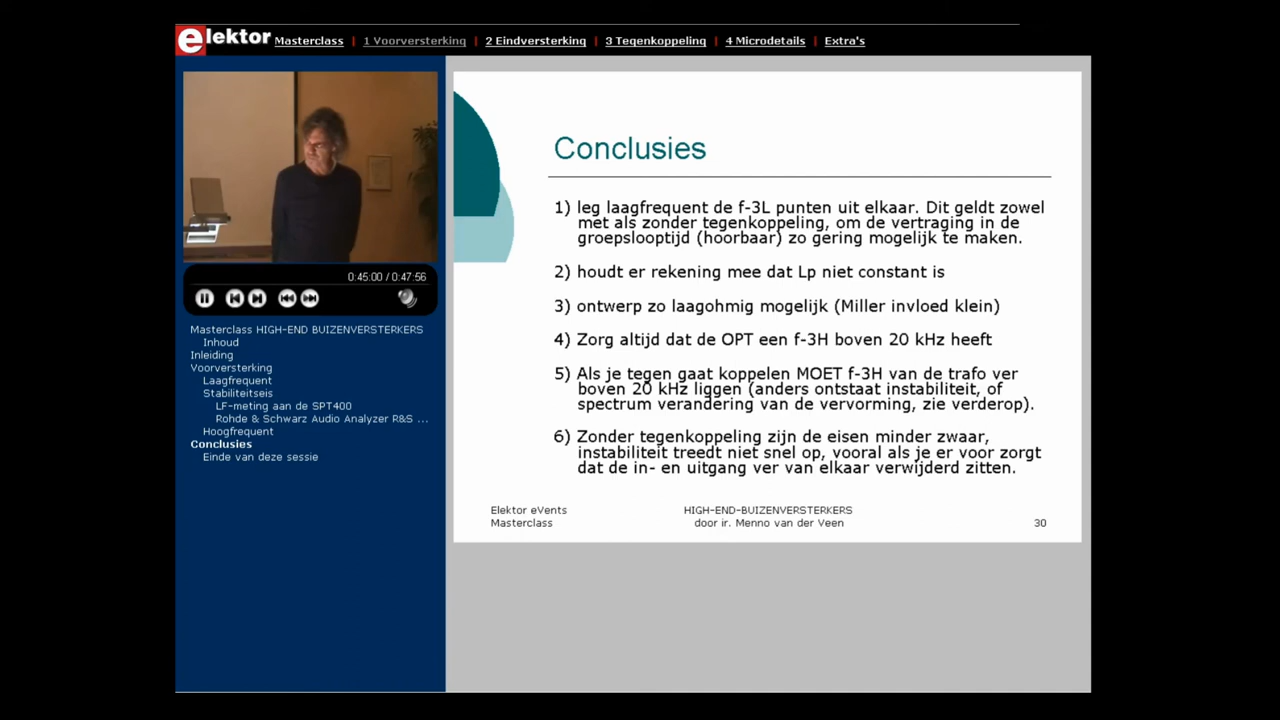 elektor Masterclass | 1 Voorversterking | 2 Eindversterking | 3 Tegenkoppeling | 4 Microdetails | Extra's
0:45:00 / 0:47:56
Masterclass HIGH-END BUIZENVERSTERKERS
Inhoud
Inleiding
Voorversterking
Laagfrequent
Stabiliteitseis
LF-meting aan de SPT400
Rohde & Schwarz Audio Analyzer R&S ...
Hoogfrequent
Conclusies
Einde van deze sessie
Conclusies
1) leg laagfrequent de f-3L punten uit elkaar. Dit geldt zowel
met als zonder tegenkoppeling, om de vertraging in de
groepslooptijd (hoorbaar) zo gering mogelijk te maken.
2) houdt er rekening mee dat Lp niet constant is
3) ontwerp zo laagohmig mogelijk (Miller invloed klein)
4) Zorg altijd dat de OPT een f-3H boven 20 kHz heeft
5) Als je tegen gaat koppelen MOET f-3H van de trafo ver
boven 20 kHz liggen (anders ontstaat instabiliteit, of
spectrum verandering van de vervorming, zie verderop).
6) Zonder tegenkoppeling zijn de eisen minder zwaar,
instabiliteit treedt niet snel op, vooral als je er voor zorgt
dat de in- en uitgang ver van elkaar verwijderd zitten.
Elektor eVents
Masterclass
HIGH-END-BUIZENVERSTERKERS
door ir. Menno van der Veen
30